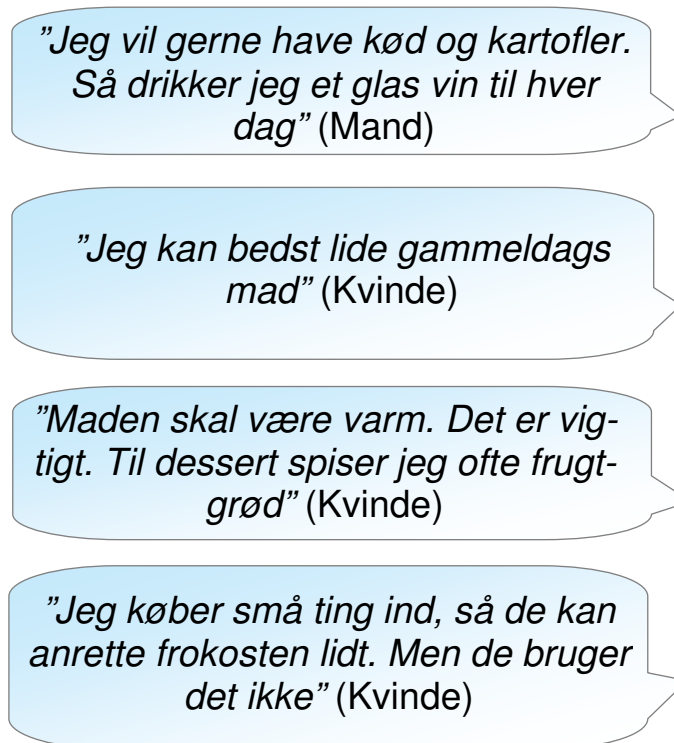 ”Jeg vil gerne have kød og kartofler.
Så drikker jeg et glas vin til hver
dag” (Mand)
”Jeg kan bedst lide gammeldags
mad” (Kvinde)
”Maden skal være varm. Det er vig-
tigt. Til dessert spiser jeg ofte frugt-
grød” (Kvinde)
”Jeg køber små ting ind, så de kan
anrette frokosten lidt. Men de bruger
det ikke” (Kvinde)